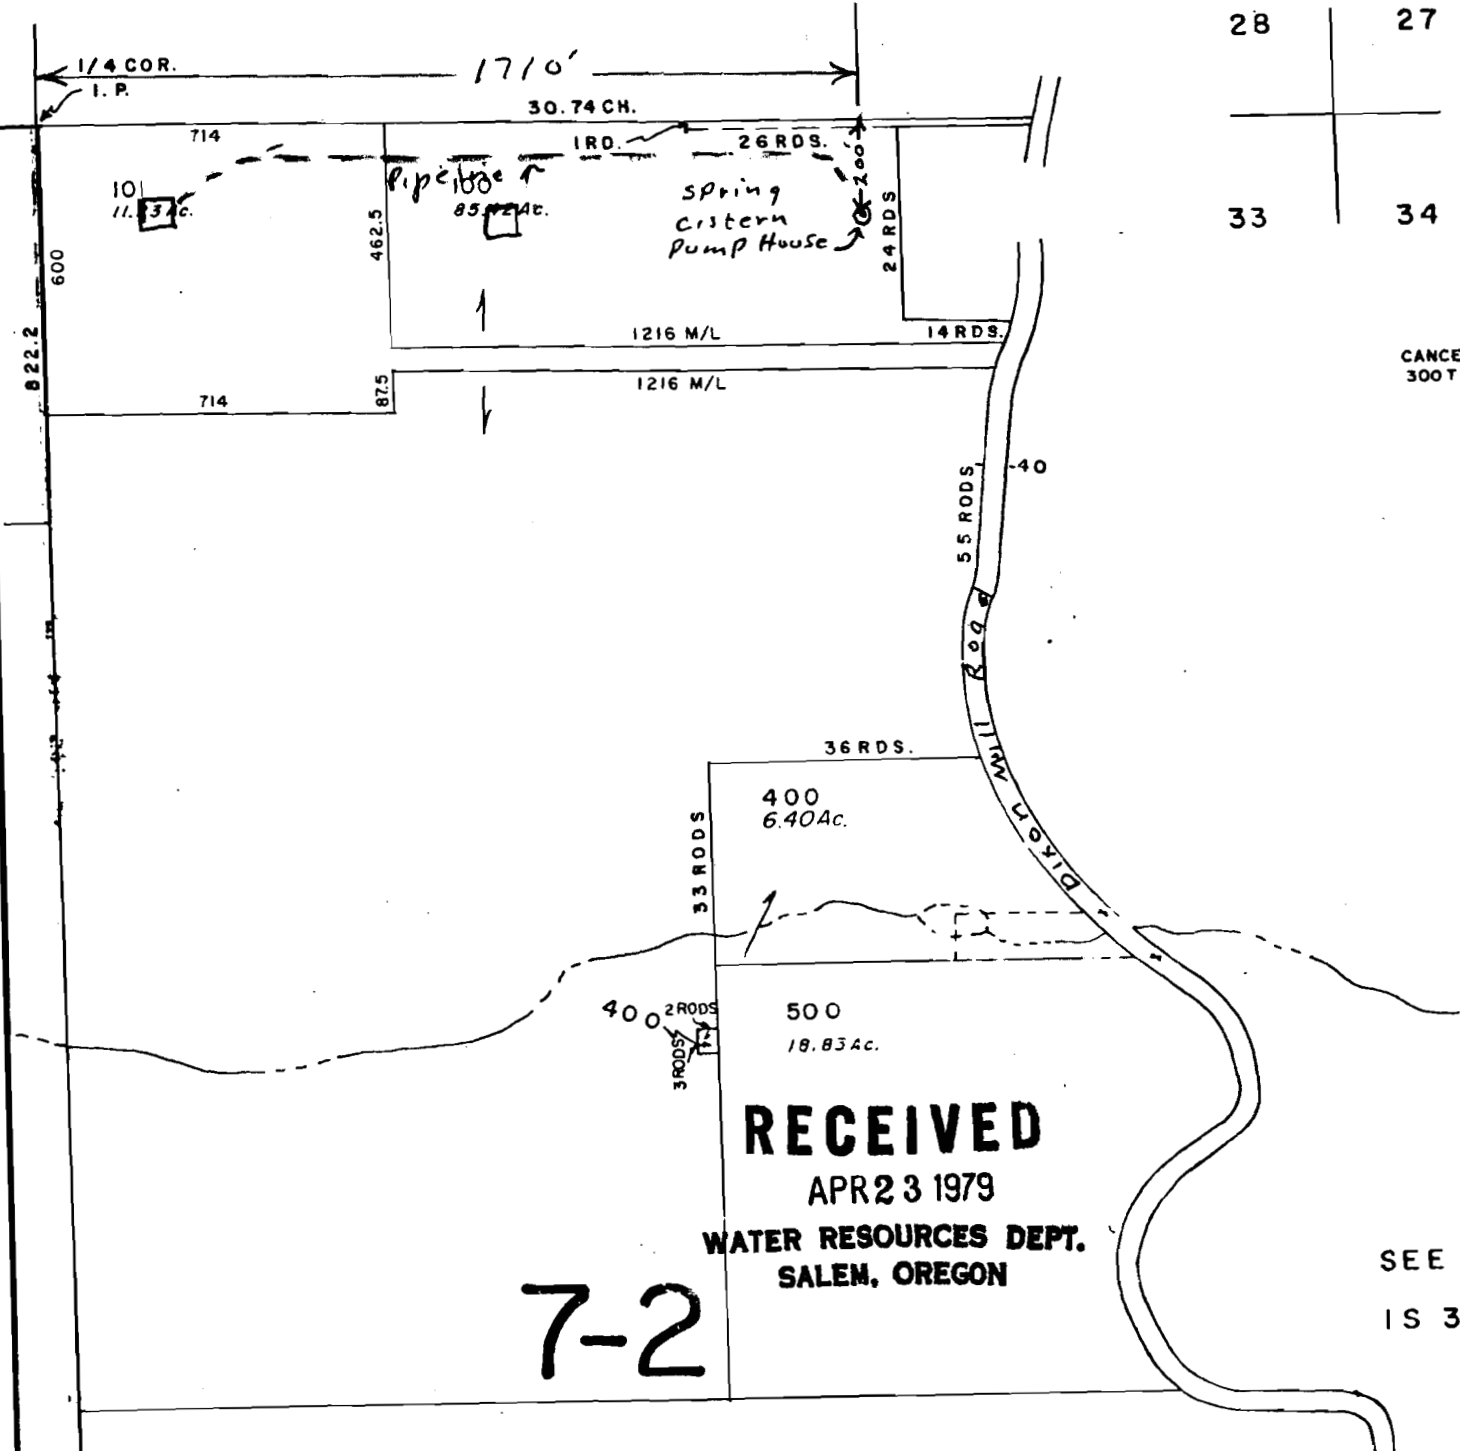 28
27
1/4 COR.
1710'
I. P.
30.74 CH.
714
1 RD.
26 RDS.
200
Pipeline
101
11.
Ac.
100
85.
Ac.
Spring
Cistern
Pump House
24 RDS
33
34
600
462.5
822.2
1216 M/L
14 RDS.
1216 M/L
87.5
714
CANCE
300 T
40
55 RODS
Dixon Mill Road
36 RDS.
400
6.40 Ac.
33 RODS
400
2 RODS
3 RODS
500
18.83 Ac.
RECEIVED
APR 23 1979
WATER RESOURCES DEPT.
SALEM, OREGON
7-2
SEE
1S 3